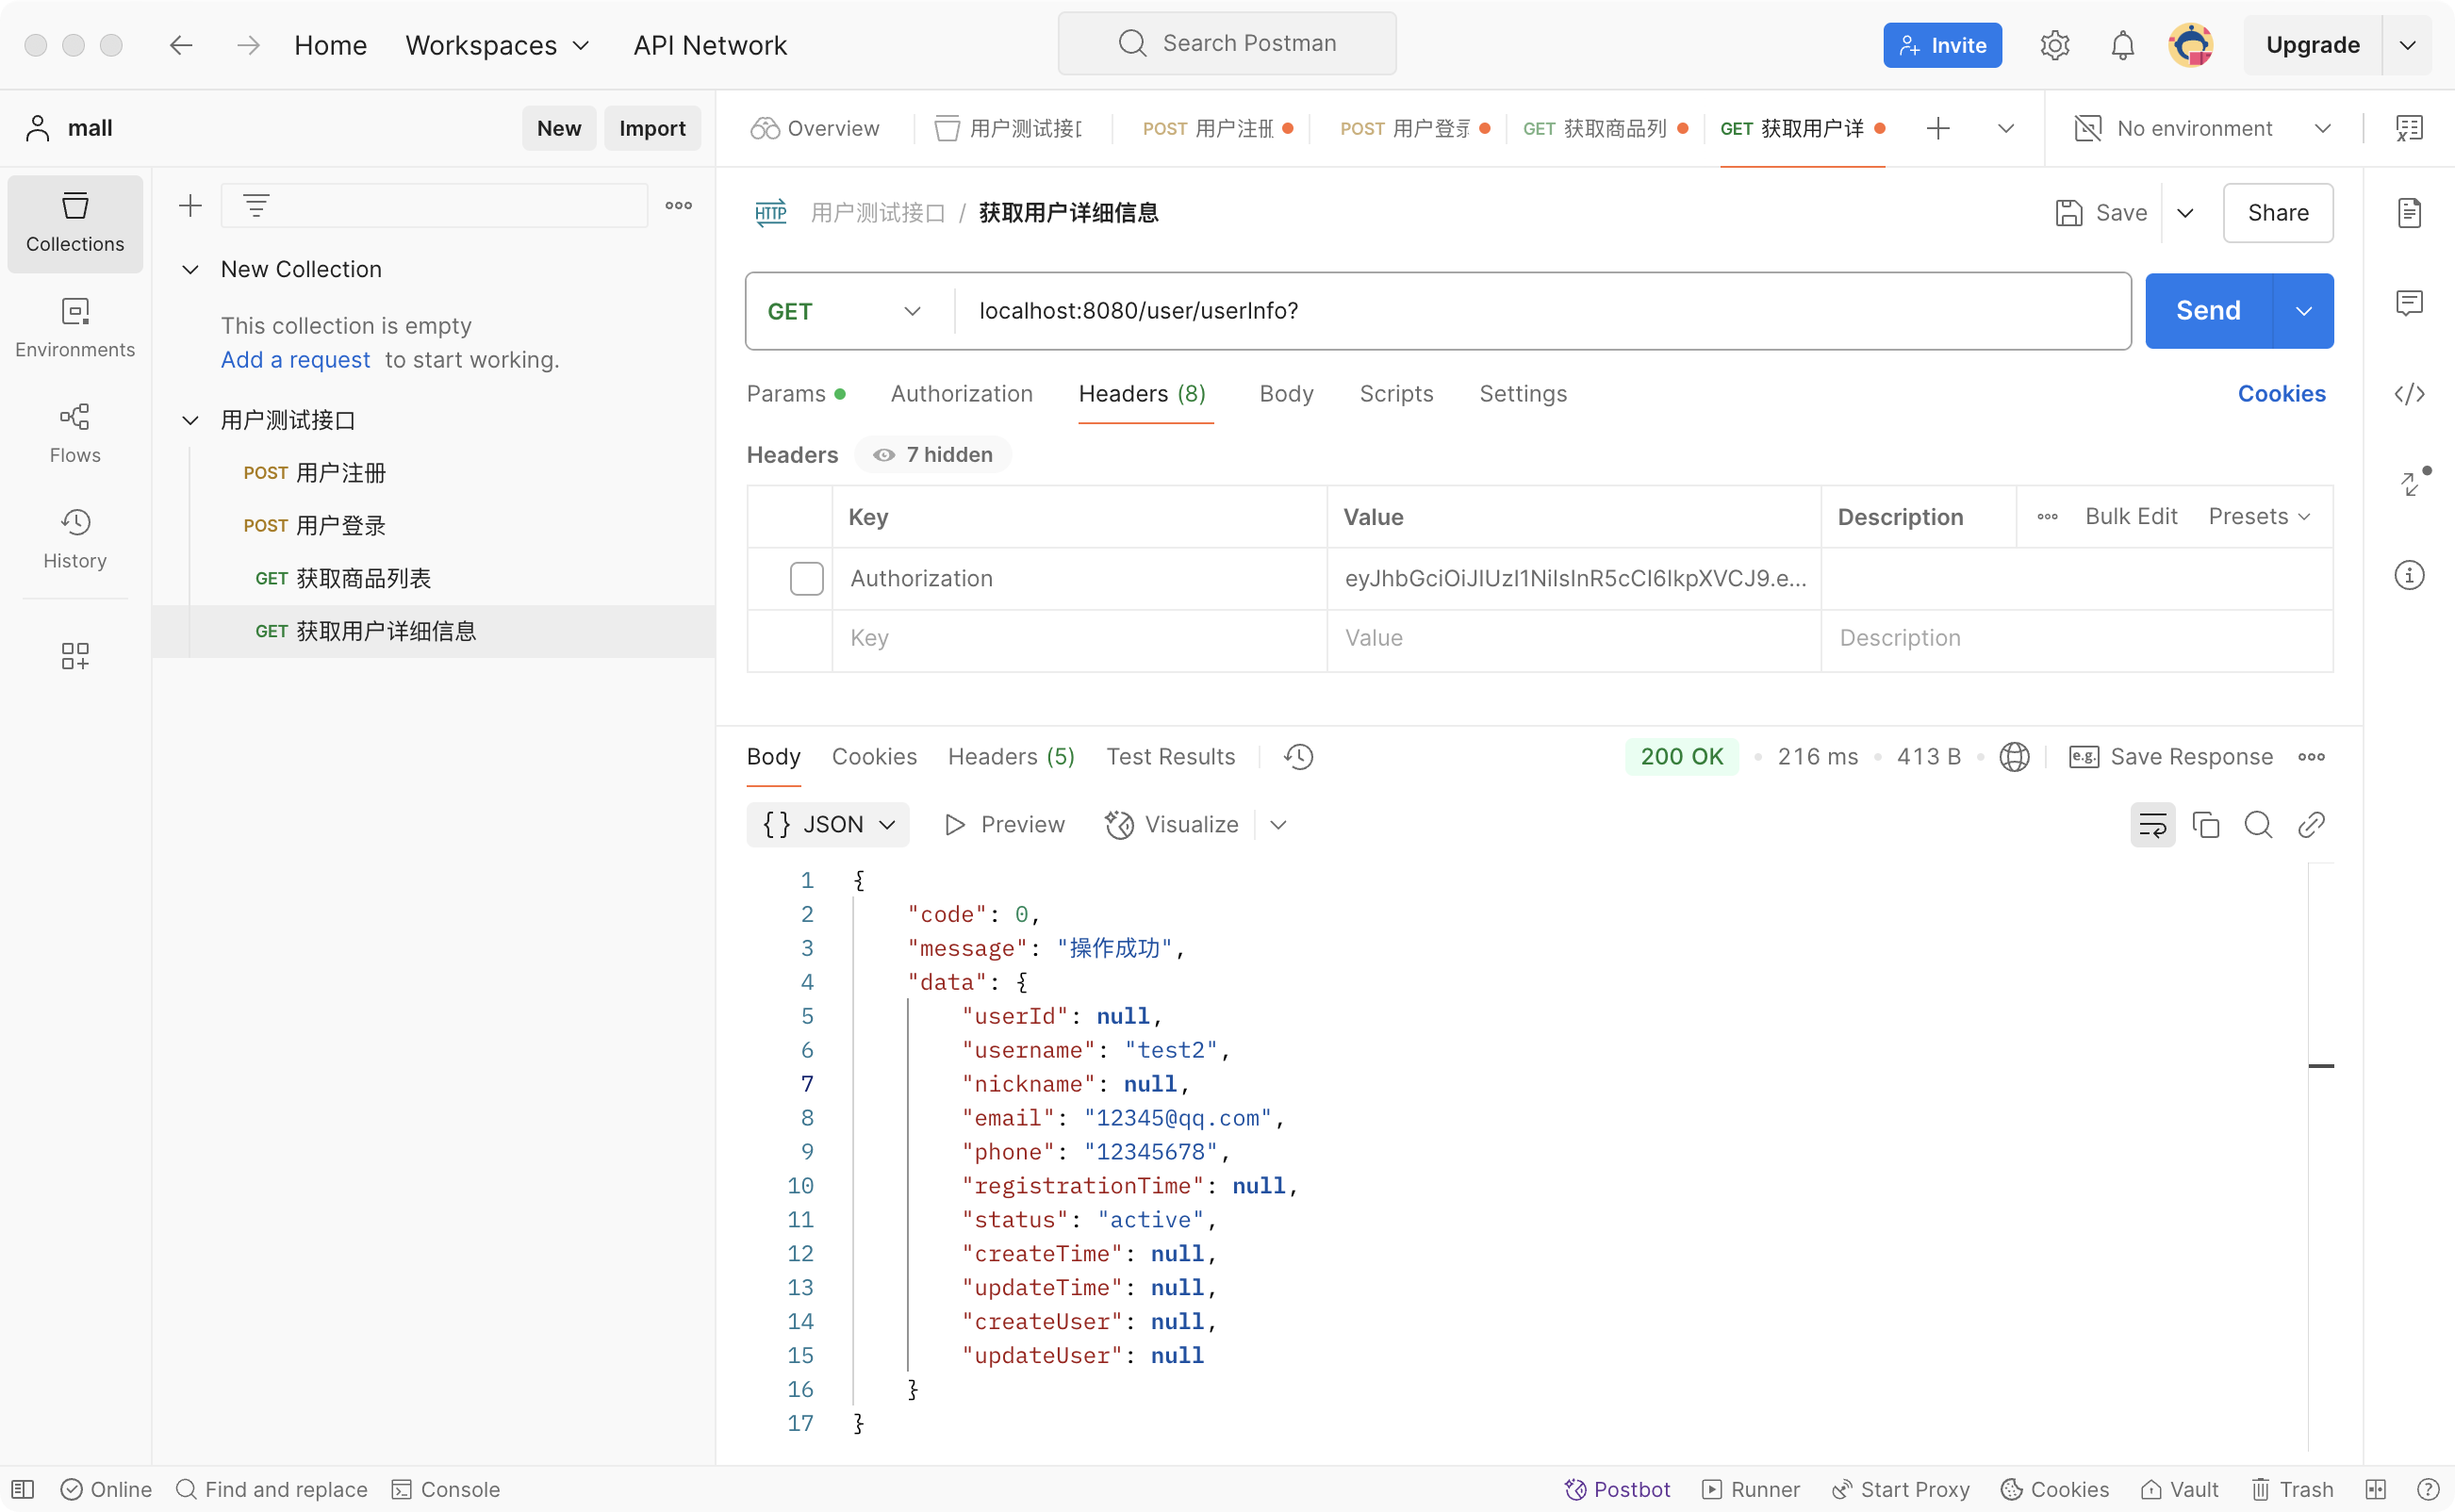 Home Workspaces API Network Search Postman Invite Upgrade
mall New Import
Overview 用户测试接口 POST 用户注册 POST 用户登录 GET 获取商品列 GET 获取用户详 No environment
Collections
Environments
Flows
History
New Collection
This collection is empty
Add a request to start working.
用户测试接口
POST 用户注册
POST 用户登录
GET 获取商品列表
GET 获取用户详细信息
HTTP 用户测试接口 / 获取用户详细信息 Save Share
GET localhost:8080/user/userInfo? Send
Params Authorization Headers (8) Body Scripts Settings Cookies
Headers 7 hidden
Key Value Description Bulk Edit Presets
Authorization eyJhbGciOiJIUzI1NiIsInR5cCI6IkpXVCJ9.e...
Key Value Description
Body Cookies Headers (5) Test Results 200 OK 216 ms 413 B e.g. Save Response
{} JSON Preview Visualize
1 {
2 "code": 0,
3 "message": "操作成功",
4 "data": {
5 "userId": null,
6 "username": "test2",
7 "nickname": null,
8 "email": "12345@qq.com",
9 "phone": "12345678",
10 "registrationTime": null,
11 "status": "active",
12 "createTime": null,
13 "updateTime": null,
14 "createUser": null,
15 "updateUser": null
16 }
17 }
Online Find and replace Console Postbot Runner Start Proxy Cookies Vault Trash